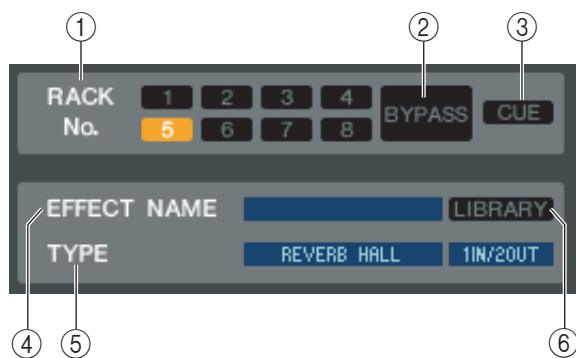 ① ② ③
RACK No. 1 2 3 4 BYPASS CUE
5 6 7 8
EFFECT NAME LIBRARY
TYPE REVERB HALL 1IN/2OUT
④ ⑤ ⑥